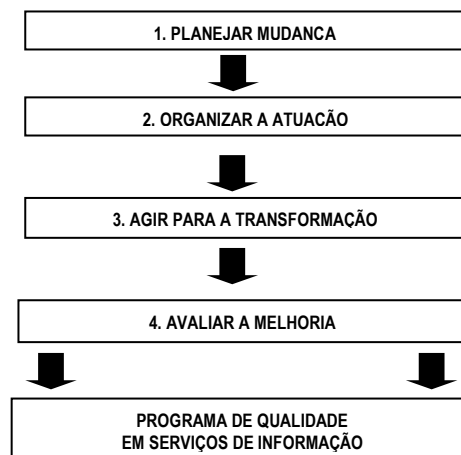 1. PLANEJAR MUDANCA
2. ORGANIZAR A ATUACÃO
3. AGIR PARA A TRANSFORMAÇÃO
4. AVALIAR A MELHORIA
PROGRAMA DE QUALIDADE
EM SERVIÇOS DE INFORMAÇÃO